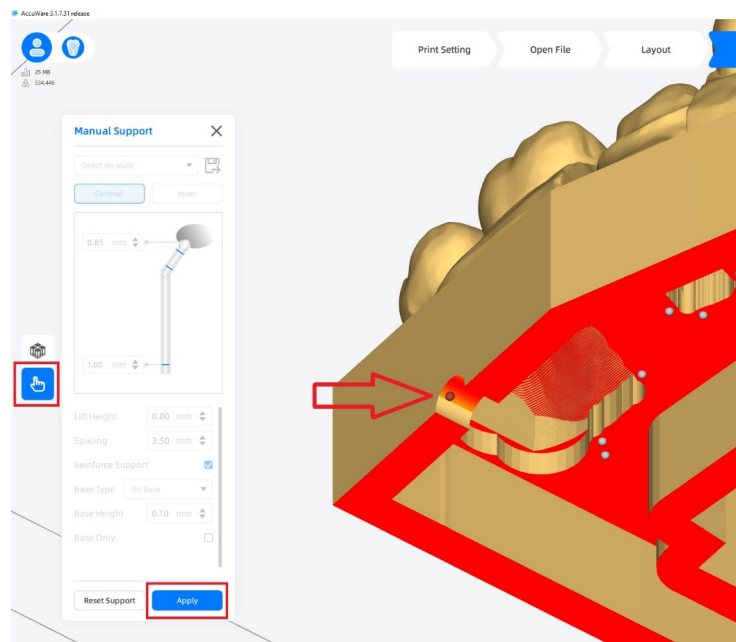 AccuWare 3.1.7.31 release
Print Setting
Open File
Layout
25 MB
534,446
Manual Support
Direct on plate
General
Inner
0.85 mm
1.00 mm
Lift Height 0.00 mm
Spacing 3.50 mm
Reinforce Support
Base Type No Base
Base Height 0.10 mm
Base Only
Reset Support
Apply